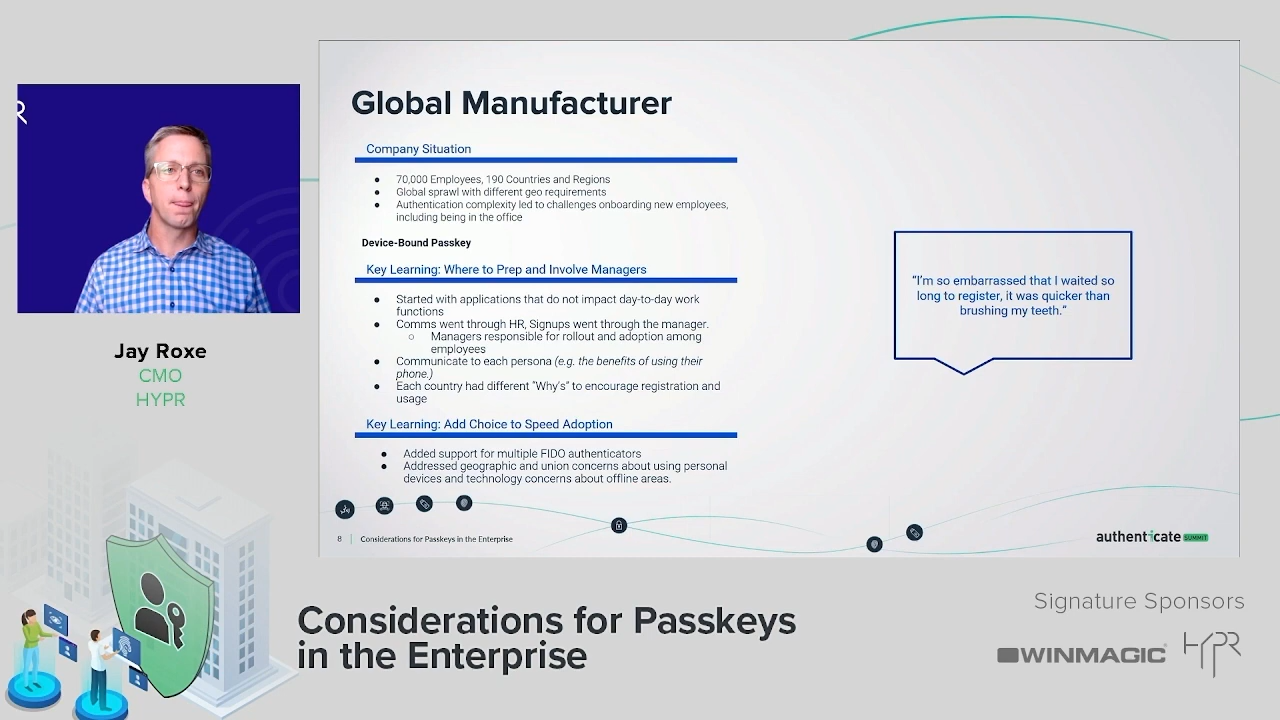 R
Jay Roxe
CMO
HYPR
Global Manufacturer
Company Situation
● 70,000 Employees, 190 Countries and Regions
● Global sprawl with different geo requirements
● Authentication complexity led to challenges onboarding new employees,
including being in the office
Device-Bound Passkey
Key Learning: Where to Prep and Involve Managers
● Started with applications that do not impact day-to-day work
functions
● Comms went through HR, Signups went through the manager.
○ Managers responsible for rollout and adoption among
employees
● Communicate to each persona (e.g. the benefits of using their
phone.)
● Each country had different “Why's” to encourage registration and
usage
Key Learning: Add Choice to Speed Adoption
● Added support for multiple FIDO authenticators
● Addressed geographic and union concerns about using personal
devices and technology concerns about offline areas.
“I’m so embarrassed that I waited so
long to register, it was quicker than
brushing my teeth.”
8 | Considerations for Passkeys in the Enterprise
authenticate SUMMIT
Considerations for Passkeys
in the Enterprise
Signature Sponsors
WINMAGIC
HYPR